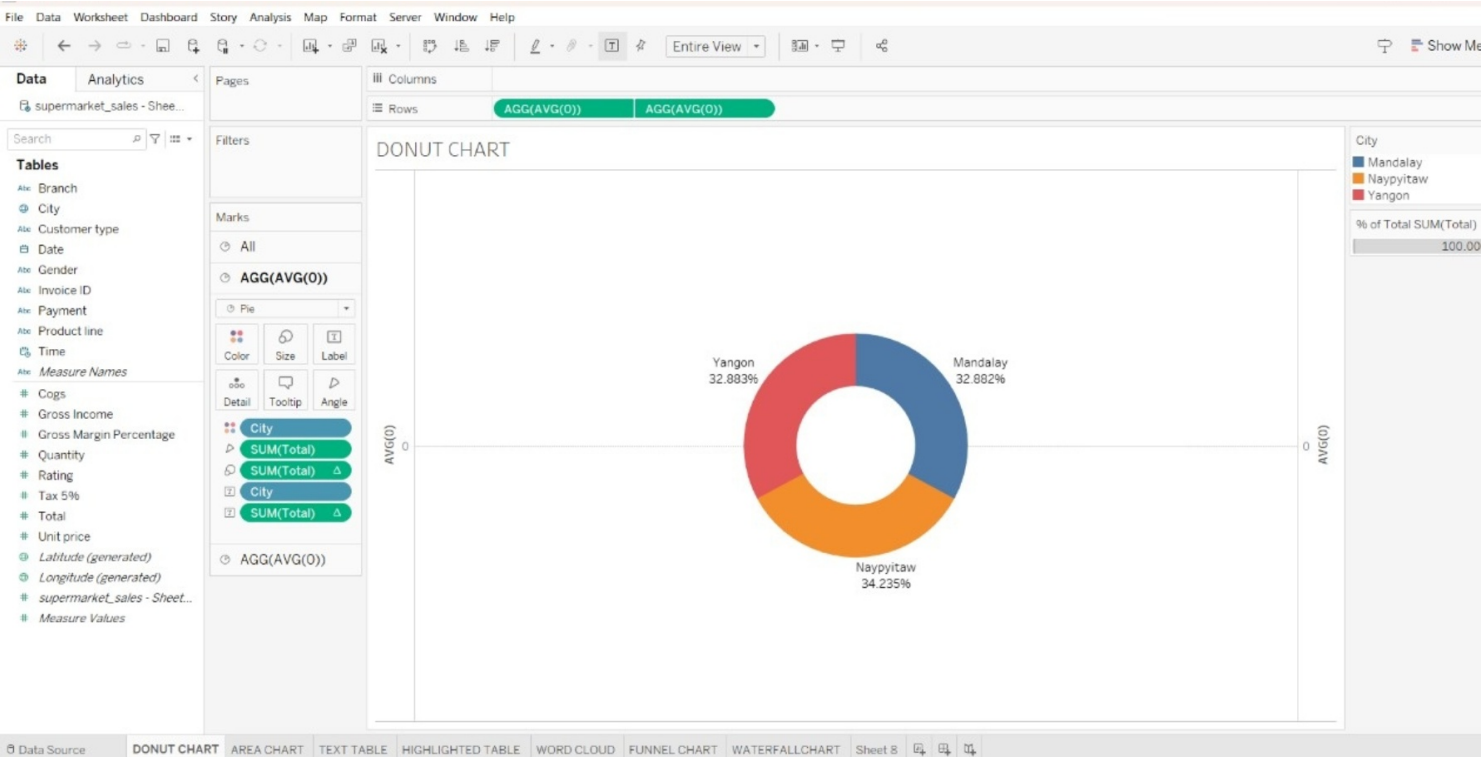 File Data Worksheet Dashboard Story Analysis Map Format Server Window Help
Entire View
Show Me
Data Analytics
supermarket_sales - Shee...
Search
Tables
Abc Branch
City
Abc Customer type
Date
Abc Gender
Abc Invoice ID
Abc Payment
Abc Product line
Time
Abc Measure Names
# Cogs
# Gross Income
# Gross Margin Percentage
# Quantity
# Rating
# Tax 5%
# Total
# Unit price
Latitude (generated)
Longitude (generated)
# supermarket_sales - Sheet...
# Measure Values
Pages
Filters
Marks
All
AGG(AVG(0))
Pie
Color Size Label
Detail Tooltip Angle
City
SUM(Total)
SUM(Total) Δ
City
SUM(Total) Δ
AGG(AVG(0))
Columns
Rows AGG(AVG(0)) AGG(AVG(0))
DONUT CHART
Yangon
32.883%
Mandalay
32.882%
Naypyitaw
34.235%
AVG(0)
0
0
AVG(0)
City
Mandalay
Naypyitaw
Yangon
% of Total SUM(Total)
100.00
Data Source DONUT CHART AREA CHART TEXT TABLE HIGHLIGHTED TABLE WORD CLOUD FUNNEL CHART WATERFALLCHART Sheet 8